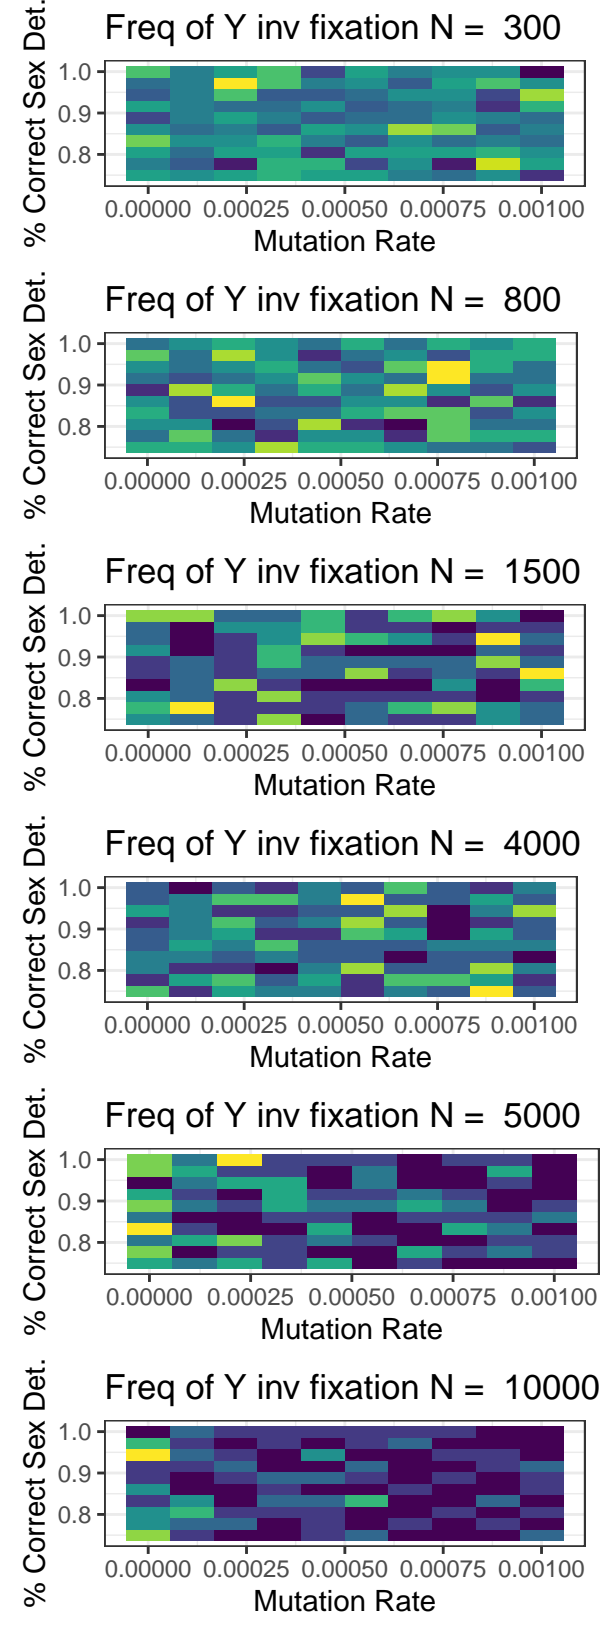 Freq of Y inv fixation N = 300
% Correct Sex Det.
1.0
0.9
0.8
0.00000 0.00025 0.00050 0.00075 0.00100
Mutation Rate
Freq of Y inv fixation N = 800
% Correct Sex Det.
1.0
0.9
0.8
0.00000 0.00025 0.00050 0.00075 0.00100
Mutation Rate
Freq of Y inv fixation N = 1500
% Correct Sex Det.
1.0
0.9
0.8
0.00000 0.00025 0.00050 0.00075 0.00100
Mutation Rate
Freq of Y inv fixation N = 4000
% Correct Sex Det.
1.0
0.9
0.8
0.00000 0.00025 0.00050 0.00075 0.00100
Mutation Rate
Freq of Y inv fixation N = 5000
% Correct Sex Det.
1.0
0.9
0.8
0.00000 0.00025 0.00050 0.00075 0.00100
Mutation Rate
Freq of Y inv fixation N = 10000
% Correct Sex Det.
1.0
0.9
0.8
0.00000 0.00025 0.00050 0.00075 0.00100
Mutation Rate